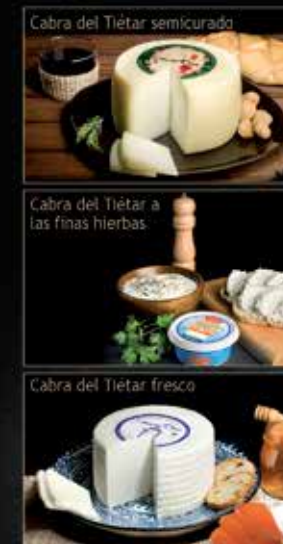 Cabra del Tiétar semicurado
Cabra del Tiétar a
las finas hierbas
Cabra del Tiétar fresco